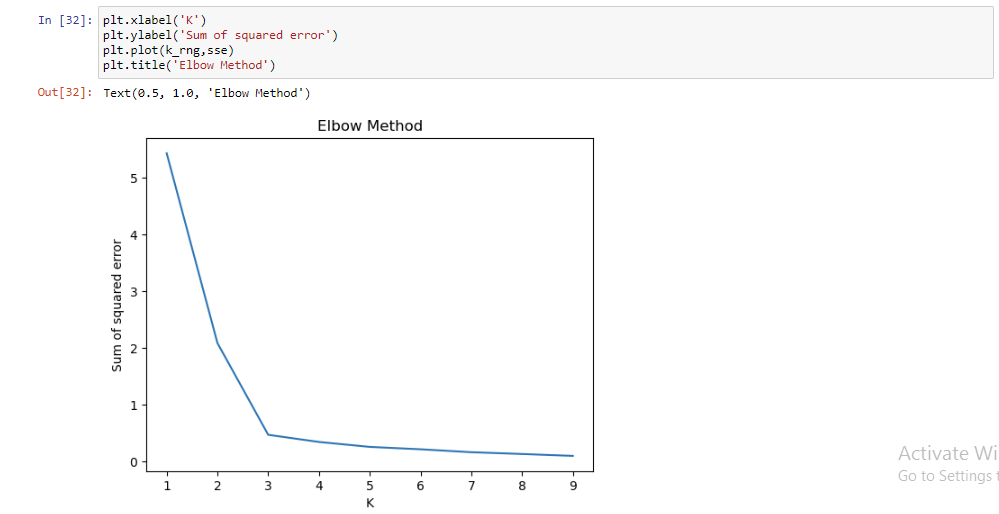 In [32]: plt.xlabel('K')
plt.ylabel('Sum of squared error')
plt.plot(k_rng,sse)
plt.title('Elbow Method')
Out[32]: Text(0.5, 1.0, 'Elbow Method')
Elbow Method
5
4
3
2
1
0
Sum of squared error
1 2 3 4 5 6 7 8 9
K
Activate Wi
Go to Settings t